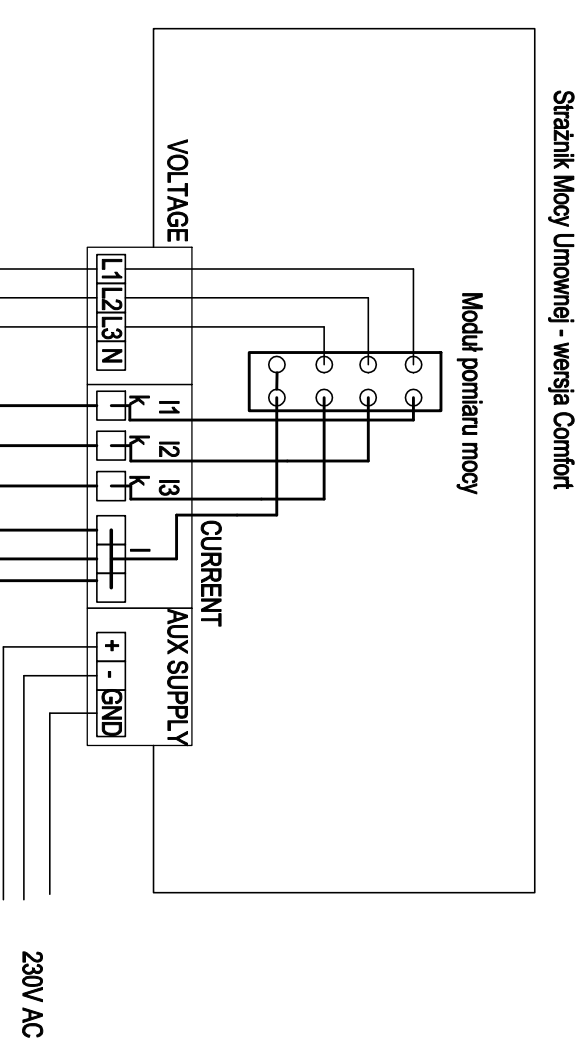 Strażnik Mocy Umownej - wersja Comfort
Moduł pomiaru mocy
VOLTAGE
CURRENT
AUX SUPPLY
L1 L2 L3 N
I1 I2 I3 I
k k k
+ - GND
230V AC